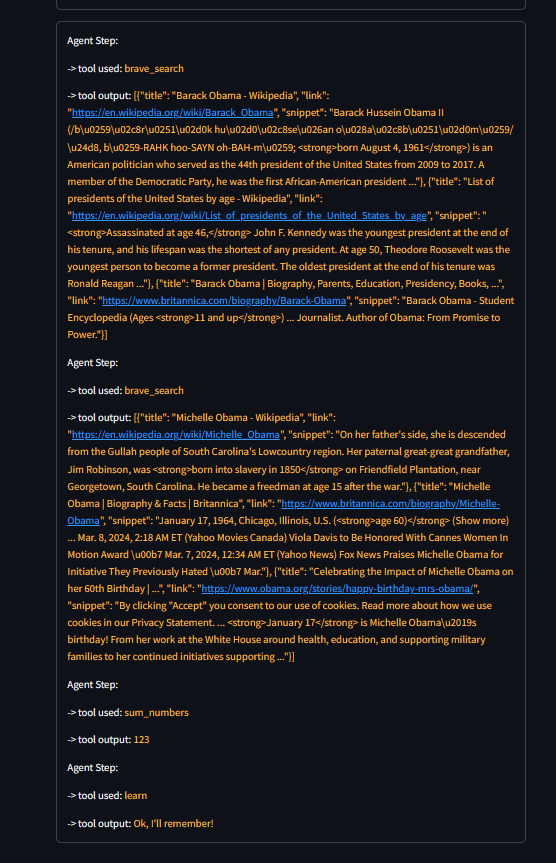 Agent Step:
-> tool used: brave_search
-> tool output: [{"title": "Barack Obama - Wikipedia", "link":
"https://en.wikipedia.org/wiki/Barack_Obama", "snippet": "Barack Hussein Obama II
(/b\u0259\u02c8r\u0251\u02d0k hu\u02d0\u02c8se\u026an o\u028a\u02c8b\u0251\u02d0m\u0259/
\u24d8, b\u0259-RAHK hoo-SAYN oh-BAH-m\u0259; <strong>born August 4, 1961</strong>) is an
American politician who served as the 44th president of the United States from 2009 to 2017. A
member of the Democratic Party, he was the first African-American president ..."}, {"title": "List of
presidents of the United States by age - Wikipedia", "link":
"https://en.wikipedia.org/wiki/List_of_presidents_of_the_United_States_by_age", "snippet": "
<strong>Assassinated at age 46,</strong> John F. Kennedy was the youngest president at the end of
his tenure, and his lifespan was the shortest of any president. At age 50, Theodore Roosevelt was the
youngest person to become a former president. The oldest president at the end of his tenure was
Ronald Reagan ..."}, {"title": "Barack Obama | Biography, Parents, Education, Presidency, Books, ...",
"link": "https://www.britannica.com/biography/Barack-Obama", "snippet": "Barack Obama - Student
Encyclopedia (Ages <strong>11 and up</strong>) ... Journalist. Author of Obama: From Promise to
Power."}]
Agent Step:
-> tool used: brave_search
-> tool output: [{"title": "Michelle Obama - Wikipedia", "link":
"https://en.wikipedia.org/wiki/Michelle_Obama", "snippet": "On her father's side, she is descended
from the Gullah people of South Carolina's Lowcountry region. Her paternal great-great grandfather,
Jim Robinson, was <strong>born into slavery in 1850</strong> on Friendfield Plantation, near
Georgetown, South Carolina. He became a freedman at age 15 after the war."}, {"title": "Michelle
Obama | Biography & Facts | Britannica", "link": "https://www.britannica.com/biography/Michelle-
Obama", "snippet": "January 17, 1964, Chicago, Illinois, U.S. (<strong>age 60)</strong> (Show more)
... Mar. 8, 2024, 2:18 AM ET (Yahoo Movies Canada) Viola Davis to Be Honored With Cannes Women In
Motion Award \u00b7 Mar. 7, 2024, 12:34 AM ET (Yahoo News) Fox News Praises Michelle Obama for
Initiative They Previously Hated \u00b7 Mar."}, {"title": "Celebrating the Impact of Michelle Obama on
her 60th Birthday | ...", "link": "https://www.obama.org/stories/happy-birthday-mrs-obama/",
"snippet": "By clicking "Accept" you consent to our use of cookies. Read more about how we use
cookies in our Privacy Statement. ... <strong>January 17</strong> is Michelle Obama\u2019s
birthday! From her work at the White House around health, education, and supporting military
families to her continued initiatives supporting ..."}]
Agent Step:
-> tool used: sum_numbers
-> tool output: 123
Agent Step:
-> tool used: learn
-> tool output: Ok, I'll remember!